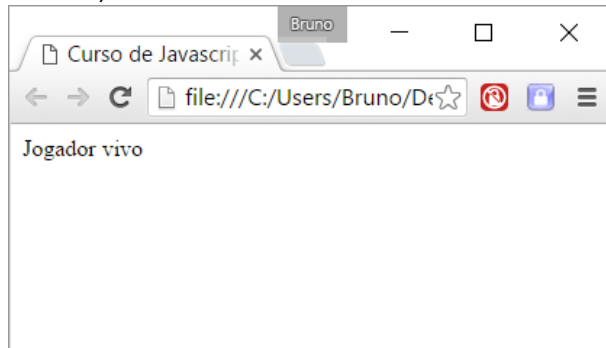 Bruno
Curso de Javascrip
file:///C:/Users/Bruno/De
Jogador vivo